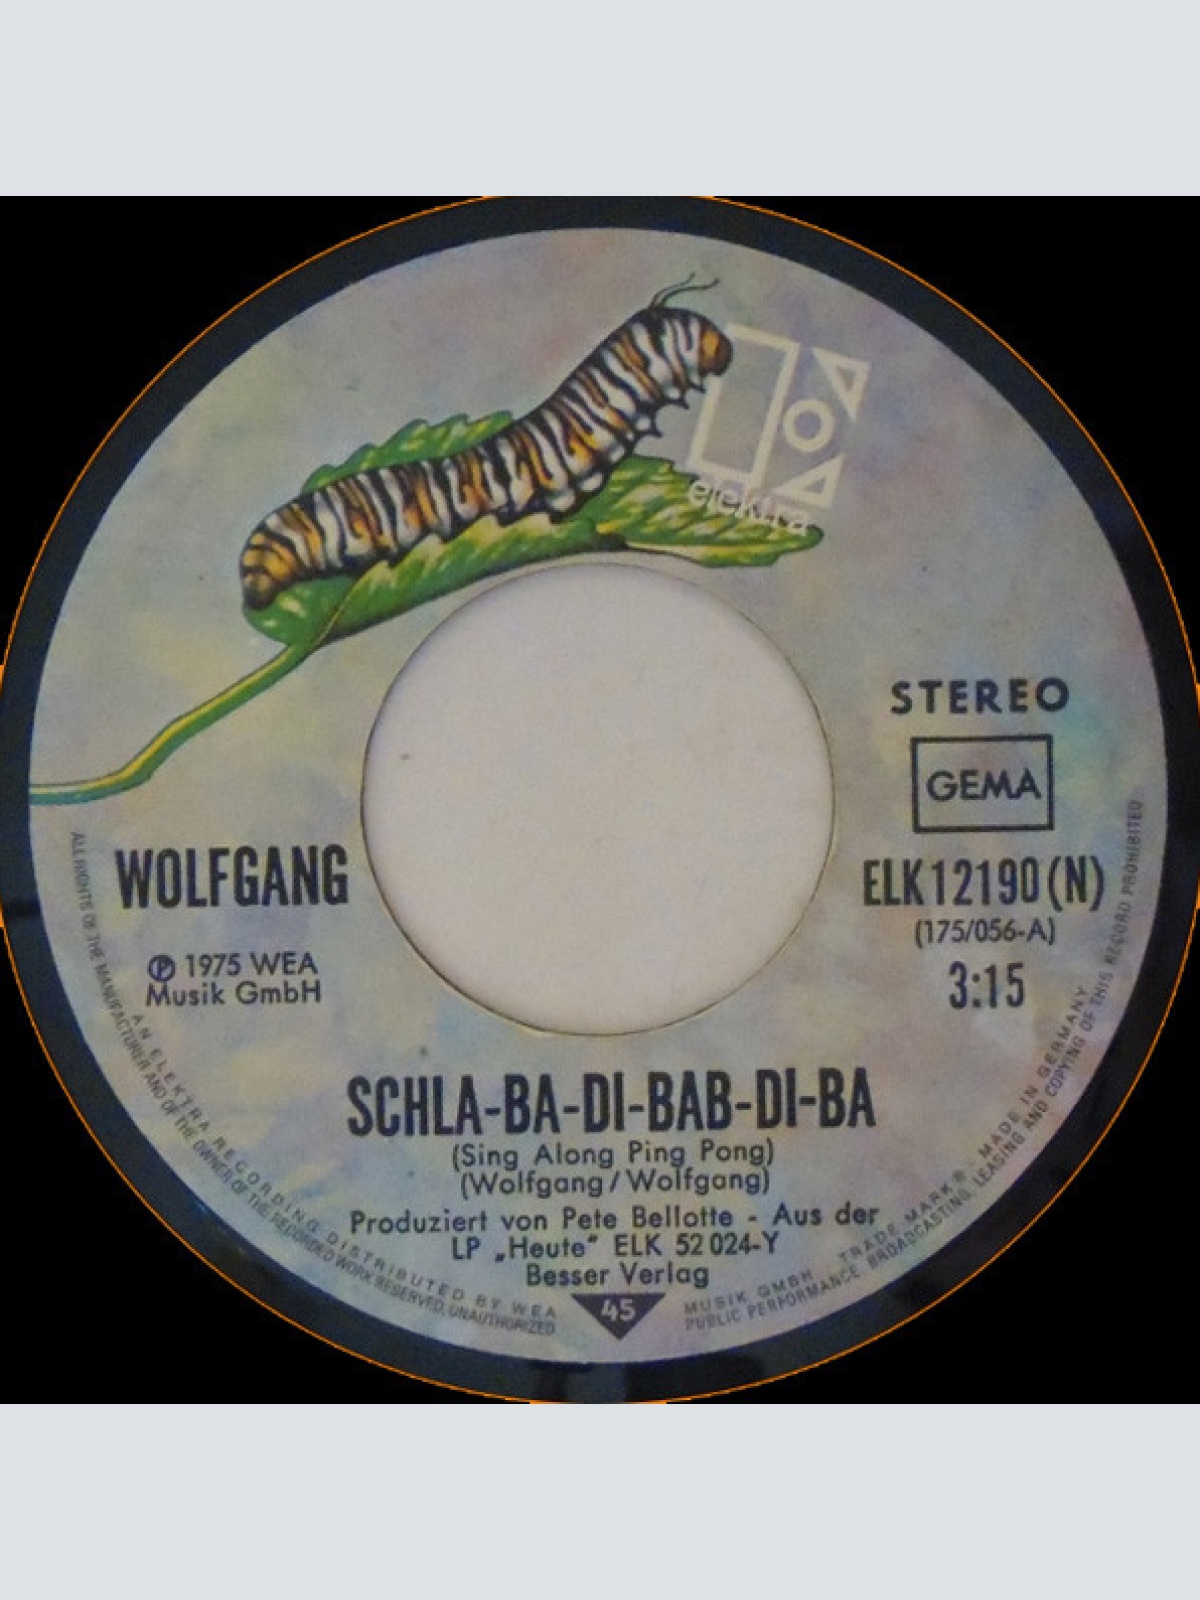 elektra
STEREO
GEMA
WOLFGANG
ELK 12190 (N)
(175/056-A)
℗ 1975 WEA
Musik GmbH
3:15
SCHLA-BA-DI-BAB-DI-BA
(Sing Along Ping Pong)
(Wolfgang / Wolfgang)
Produziert von Pete Bellotte - Aus der
LP „Heute“ ELK 52 024-Y
Besser Verlag
45
AN ELEKTRA RECORDING DISTRIBUTED BY WEA MUSIK GMBH TRADE MARK ® MADE IN GERMANY
ALL RIGHTS OF THE MANUFACTURER AND OF THE OWNER OF THE RECORDED WORK RESERVED, UNAUTHORIZED PUBLIC PERFORMANCE BROADCASTING, LEASING AND COPYING OF THIS RECORD PROHIBITED